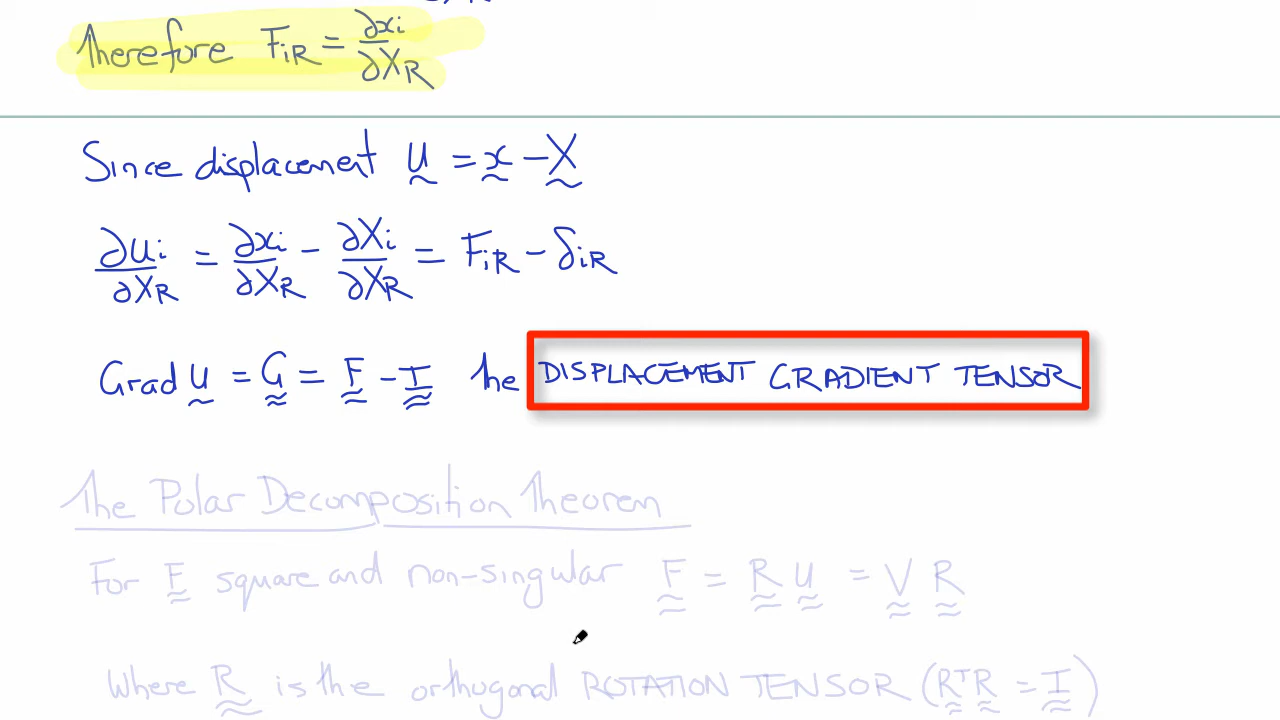 Therefore F_iR = ∂x_i/∂X_R
Since displacement u = x - X
∂u_i/∂X_R = ∂x_i/∂X_R - ∂X_i/∂X_R = F_iR - δ_iR
Grad u = G = F - I the DISPLACEMENT GRADIENT TENSOR
The Polar Decomposition Theorem
For F square and non-singular F = R U = V R
Where R is the orthogonal ROTATION TENSOR (RᵀR = I)